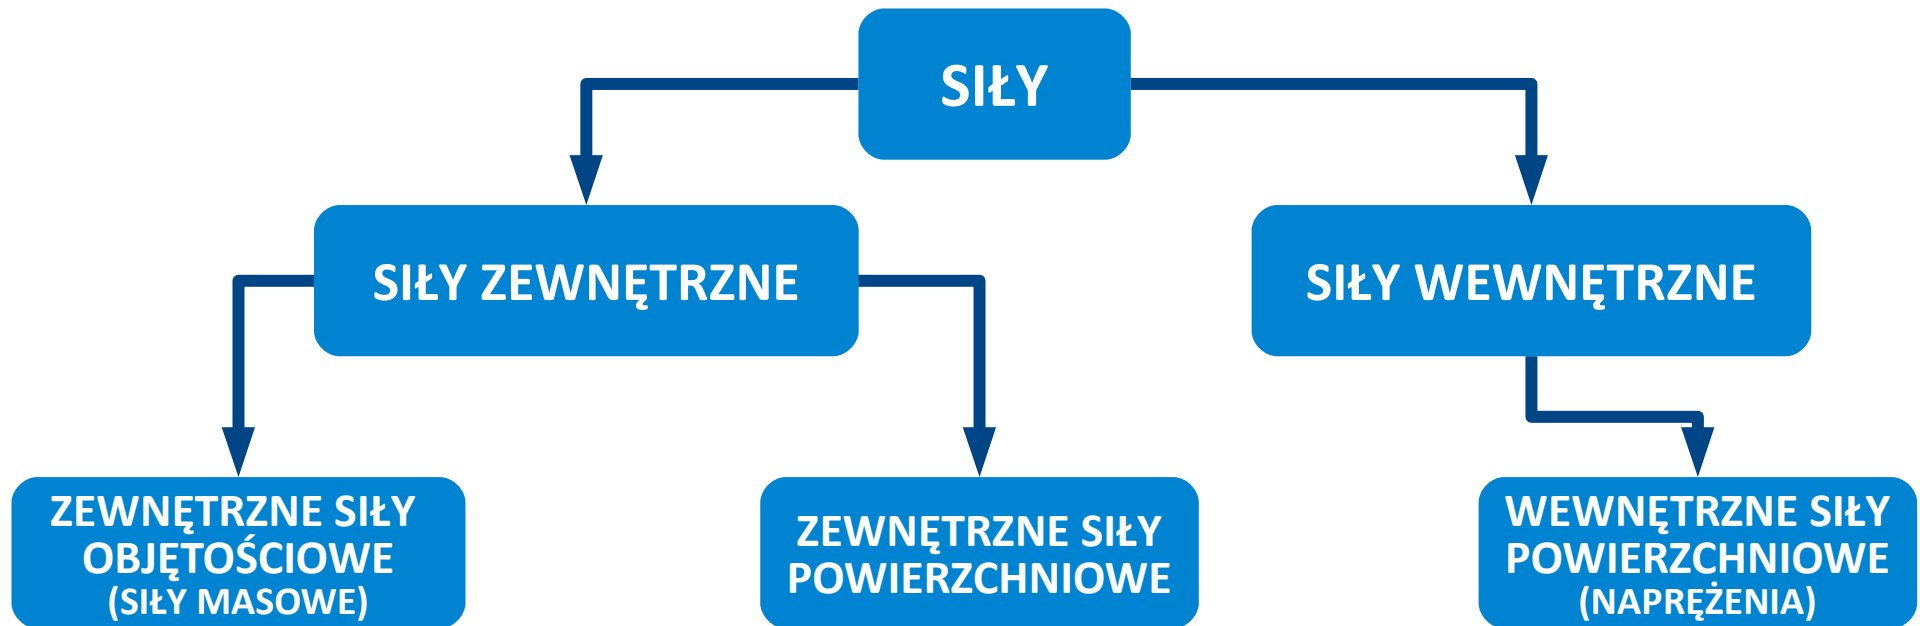 SIŁY
SIŁY ZEWNĘTRZNE
SIŁY WEWNĘTRZNE
ZEWNĘTRZNE SIŁY
OBJĘTOŚCIOWE
(SIŁY MASOWE)
ZEWNĘTRZNE SIŁY
POWIERZCHNIOWE
WEWNĘTRZNE SIŁY
POWIERZCHNIOWE
(NAPRĘŻENIA)